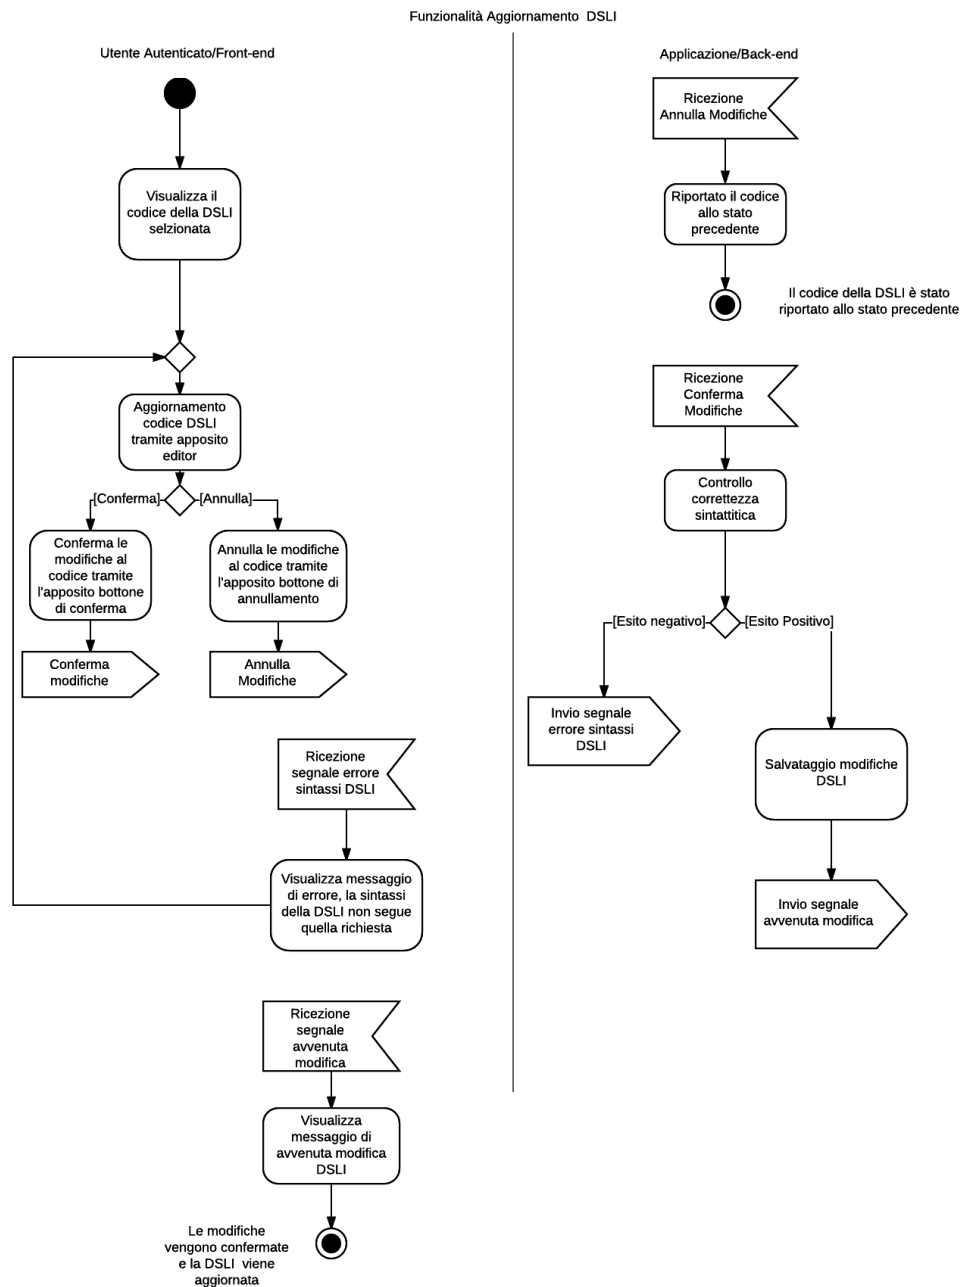 Funzionalità Aggiornamento DSLI
Utente Autenticato/Front-end
Visualizza il
codice della DSLI
selzionata
Aggiornamento
codice DSLI
tramite apposito
editor
[Conferma]
[Annulla]
Conferma le
modifiche al
codice tramite
l'apposito bottone
di conferma
Annulla le modifiche
al codice tramite
l'apposito bottone di
annullamento
Conferma
modifiche
Annulla
Modifiche
Ricezione
segnale errore
sintassi DSLI
Visualizza messaggio
di errore, la sintassi
della DSLI non segue
quella richiesta
Ricezione
segnale
avvenuta
modifica
Visualizza
messaggio di
avvenuta modifica
DSLI
Le modifiche
vengono confermate
e la DSLI viene
aggiornata
Applicazione/Back-end
Ricezione
Annulla Modifiche
Riportato il codice
allo stato
precedente
Il codice della DSLI è stato
riportato allo stato precedente
Ricezione
Conferma
Modifiche
Controllo
correttezza
sintattitica
[Esito negativo]
[Esito Positivo]
Invio segnale
errore sintassi
DSLI
Salvataggio modifiche
DSLI
Invio segnale
avvenuta modifica